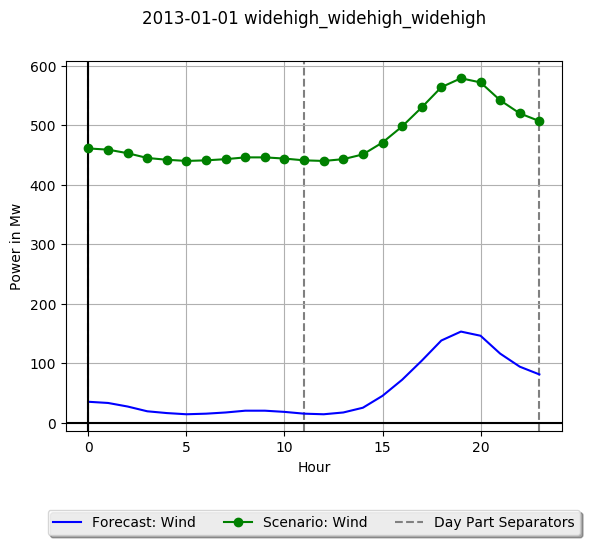 2013-01-01 widehigh_widehigh_widehigh
600
500
400
300
200
100
0
Power in Mw
0 5 10 15 20
Hour
Forecast: Wind Scenario: Wind Day Part Separators